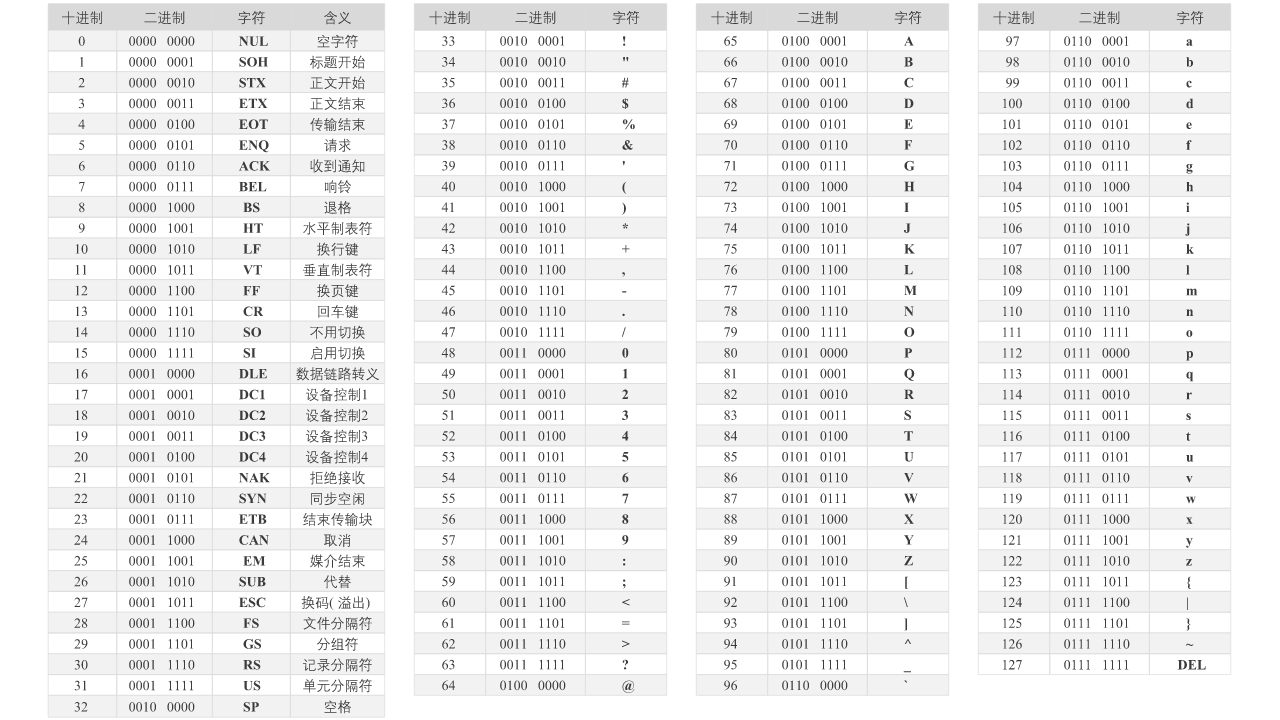 十进制 二进制 字符 含义 十进制 二进制 字符 十进制 二进制 字符 十进制 二进制 字符
0 0000 0000 NUL 空字符 33 0010 0001 ! 65 0100 0001 A 97 0110 0001 a
1 0000 0001 SOH 标题开始 34 0010 0010 " 66 0100 0010 B 98 0110 0010 b
2 0000 0010 STX 正文开始 35 0010 0011 # 67 0100 0011 C 99 0110 0011 c
3 0000 0011 ETX 正文结束 36 0010 0100 $ 68 0100 0100 D 100 0110 0100 d
4 0000 0100 EOT 传输结束 37 0010 0101 % 69 0100 0101 E 101 0110 0101 e
5 0000 0101 ENQ 请求 38 0010 0110 & 70 0100 0110 F 102 0110 0110 f
6 0000 0110 ACK 收到通知 39 0010 0111 ' 71 0100 0111 G 103 0110 0111 g
7 0000 0111 BEL 响铃 40 0010 1000 ( 72 0100 1000 H 104 0110 1000 h
8 0000 1000 BS 退格 41 0010 1001 ) 73 0100 1001 I 105 0110 1001 i
9 0000 1001 HT 水平制表符 42 0010 1010 * 74 0100 1010 J 106 0110 1010 j
10 0000 1010 LF 换行键 43 0010 1011 + 75 0100 1011 K 107 0110 1011 k
11 0000 1011 VT 垂直制表符 44 0010 1100 , 76 0100 1100 L 108 0110 1100 l
12 0000 1100 FF 换页键 45 0010 1101 - 77 0100 1101 M 109 0110 1101 m
13 0000 1101 CR 回车键 46 0010 1110 . 78 0100 1110 N 110 0110 1110 n
14 0000 1110 SO 不用切换 47 0010 1111 / 79 0100 1111 O 111 0110 1111 o
15 0000 1111 SI 启用切换 48 0011 0000 0 80 0101 0000 P 112 0111 0000 p
16 0001 0000 DLE 数据链路转义 49 0011 0001 1 81 0101 0001 Q 113 0111 0001 q
17 0001 0001 DC1 设备控制1 50 0011 0010 2 82 0101 0010 R 114 0111 0010 r
18 0001 0010 DC2 设备控制2 51 0011 0011 3 83 0101 0011 S 115 0111 0011 s
19 0001 0011 DC3 设备控制3 52 0011 0100 4 84 0101 0100 T 116 0111 0100 t
20 0001 0100 DC4 设备控制4 53 0011 0101 5 85 0101 0101 U 117 0111 0101 u
21 0001 0101 NAK 拒绝接收 54 0011 0110 6 86 0101 0110 V 118 0111 0110 v
22 0001 0110 SYN 同步空闲 55 0011 0111 7 87 0101 0111 W 119 0111 0111 w
23 0001 0111 ETB 结束传输块 56 0011 1000 8 88 0101 1000 X 120 0111 1000 x
24 0001 1000 CAN 取消 57 0011 1001 9 89 0101 1001 Y 121 0111 1001 y
25 0001 1001 EM 媒介结束 58 0011 1010 : 90 0101 1010 Z 122 0111 1010 z
26 0001 1010 SUB 代替 59 0011 1011 ; 91 0101 1011 [ 123 0111 1011 {
27 0001 1011 ESC 换码( 溢出) 60 0011 1100 < 92 0101 1100 \ 124 0111 1100 |
28 0001 1100 FS 文件分隔符 61 0011 1101 = 93 0101 1101 ] 125 0111 1101 }
29 0001 1101 GS 分组符 62 0011 1110 > 94 0101 1110 ^ 126 0111 1110 ~
30 0001 1110 RS 记录分隔符 63 0011 1111 ? 95 0101 1111 _ 127 0111 1111 DEL
31 0001 1111 US 单元分隔符 64 0100 0000 @ 96 0110 0000 `
32 0010 0000 SP 空格